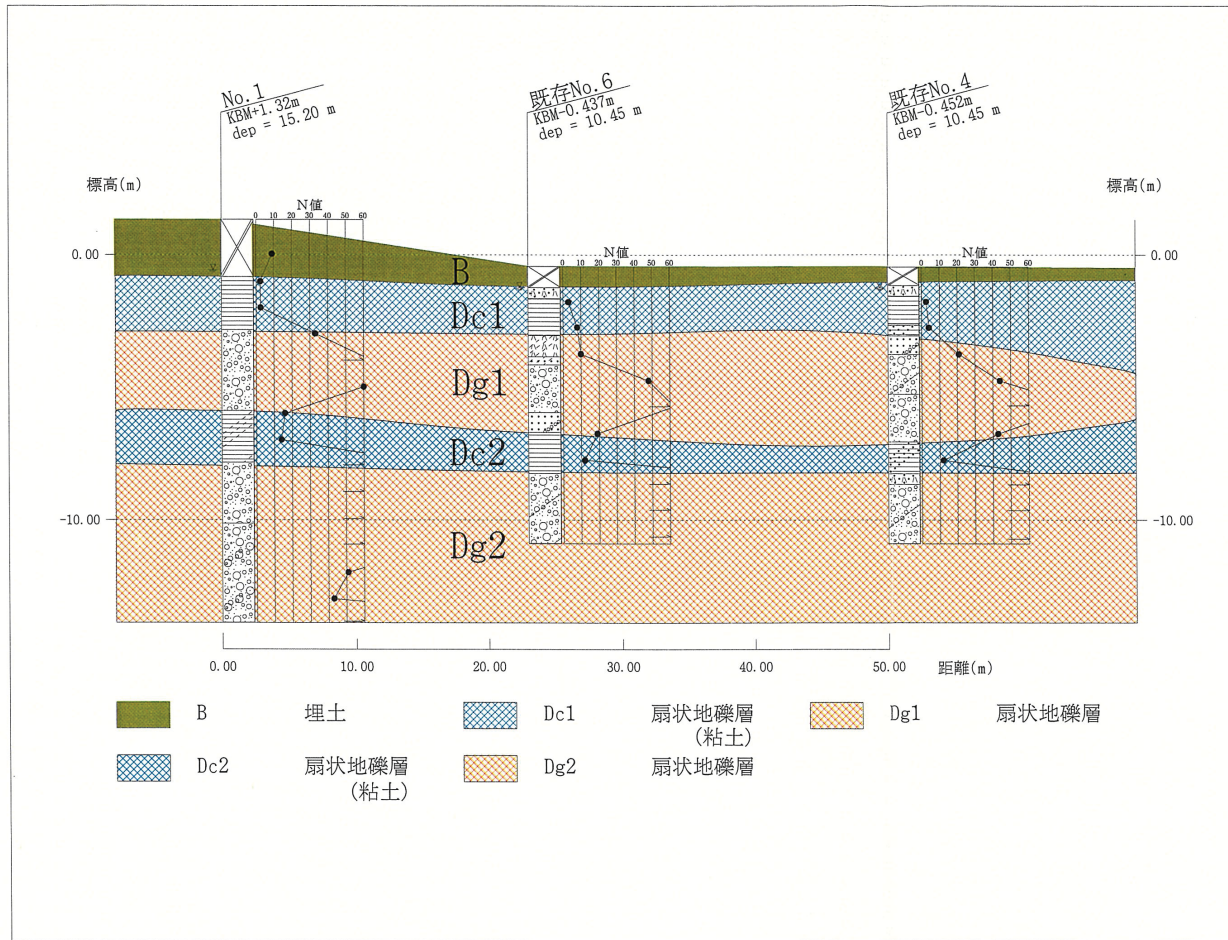 No.1
KBM+1.32m
dep = 15.20 m
既存No.6
KBM-0.437m
dep = 10.45 m
既存No.4
KBM-0.452m
dep = 10.45 m
標高(m)
標高(m)
N値
0 10 20 30 40 50 60
N値
0 10 20 30 40 50 60
N値
0 10 20 30 40 50 60
0.00
0.00
B
Dc1
Dg1
Dc2
-10.00
-10.00
Dg2
0.00 10.00 20.00 30.00 40.00 50.00 距離(m)
B 埋土
Dc1 扇状地礫層
(粘土)
Dg1 扇状地礫層
Dc2 扇状地礫層
(粘土)
Dg2 扇状地礫層